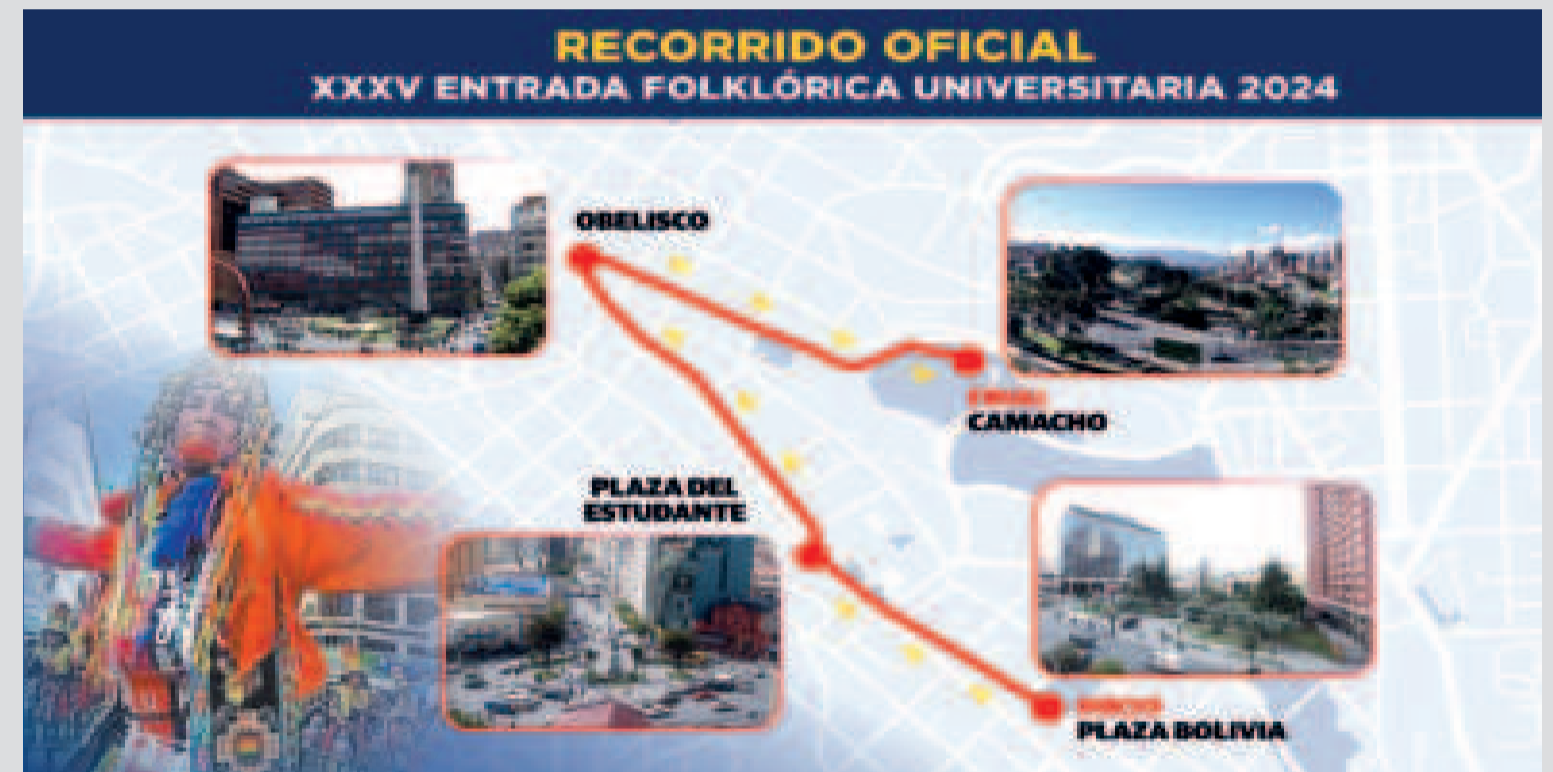 RECORRIDO OFICIAL
XXXV ENTRADA FOLKLÓRICA UNIVERSITARIA 2024
OBELISCO
CAMACHO
PLAZA DEL
ESTUDANTE
PLAZA BOLIVIA